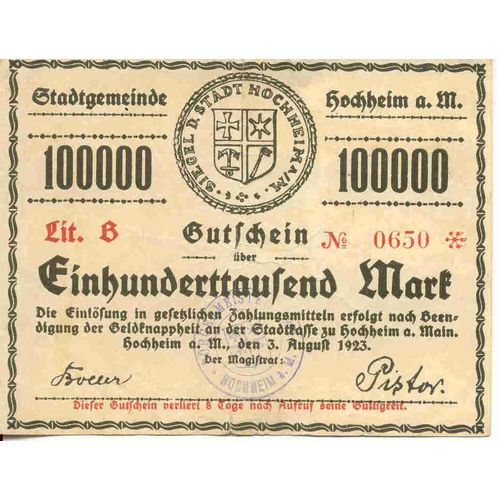 Stadtgemeinde
Hochheim a. M.
SIEGEL D. STADT HOCHHEIM A/M.
100000
100000
Lit. B
Gutschein
№ 0650
über
Einhunderttausend Mark
Die Einlösung in gesetzlichen Zahlungsmitteln erfolgt nach Been-
digung der Geldknappheit an der Stadtkasse zu Hochheim a. Main.
Hochheim a. M., den 3. August 1923.
Der Magistrat:
HOCHHEIM a. M.
Pistor.
Dieser Gutschein verliert 8 Tage nach Aufruf seine Gültigkeit.